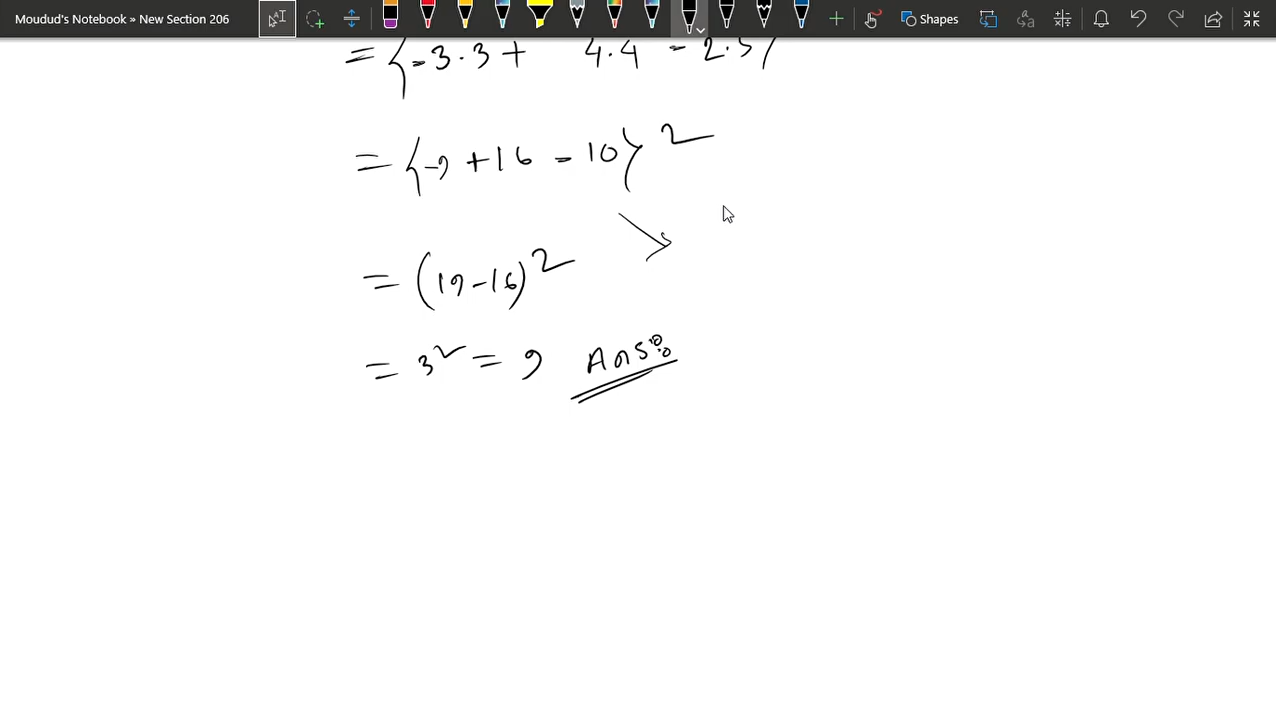 Moudud's Notebook » New Section 206
Shapes
= {-3·3 + 4·4 - 2·5}
= {-9 + 16 - 10}²
= (19-16)²
= 3² = 9 Ans: